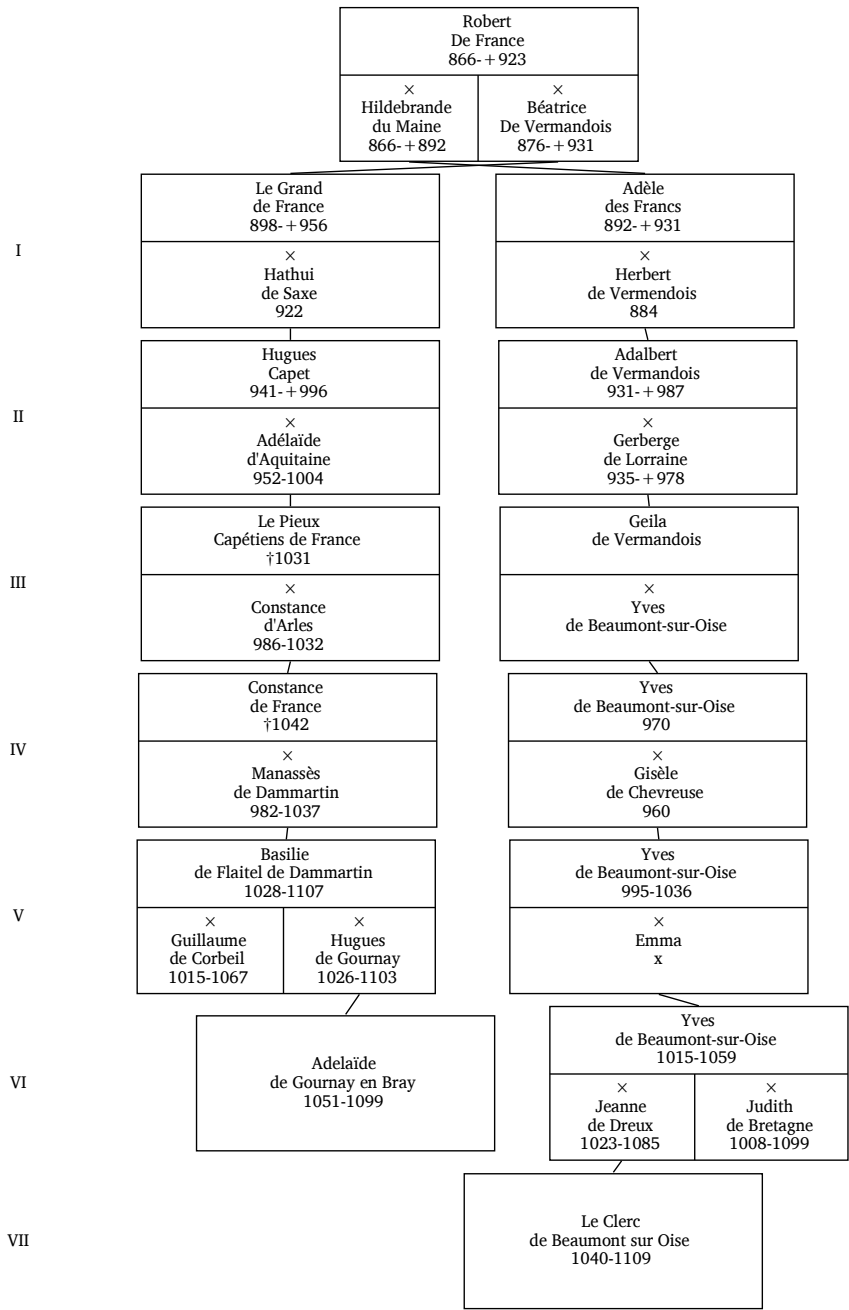 Robert
De France
866-+923
×
Hildebrande
du Maine
866-+892
×
Béatrice
De Vermandois
876-+931
I
Le Grand
de France
898-+956
×
Hathui
de Saxe
922
Adèle
des Francs
892-+931
×
Herbert
de Vermendois
884
II
Hugues
Capet
941-+996
×
Adélaïde
d'Aquitaine
952-1004
Adalbert
de Vermandois
931-+987
×
Gerberge
de Lorraine
935-+978
III
Le Pieux
Capétiens de France
†1031
×
Constance
d'Arles
986-1032
Geila
de Vermandois
×
Yves
de Beaumont-sur-Oise
IV
Constance
de France
†1042
×
Manassès
de Dammartin
982-1037
Yves
de Beaumont-sur-Oise
970
×
Gisèle
de Chevreuse
960
V
Basilie
de Flaitel de Dammartin
1028-1107
×
Guillaume
de Corbeil
1015-1067
×
Hugues
de Gournay
1026-1103
Yves
de Beaumont-sur-Oise
995-1036
×
Emma
x
VI
Adelaïde
de Gournay en Bray
1051-1099
Yves
de Beaumont-sur-Oise
1015-1059
×
Jeanne
de Dreux
1023-1085
×
Judith
de Bretagne
1008-1099
VII
Le Clerc
de Beaumont sur Oise
1040-1109